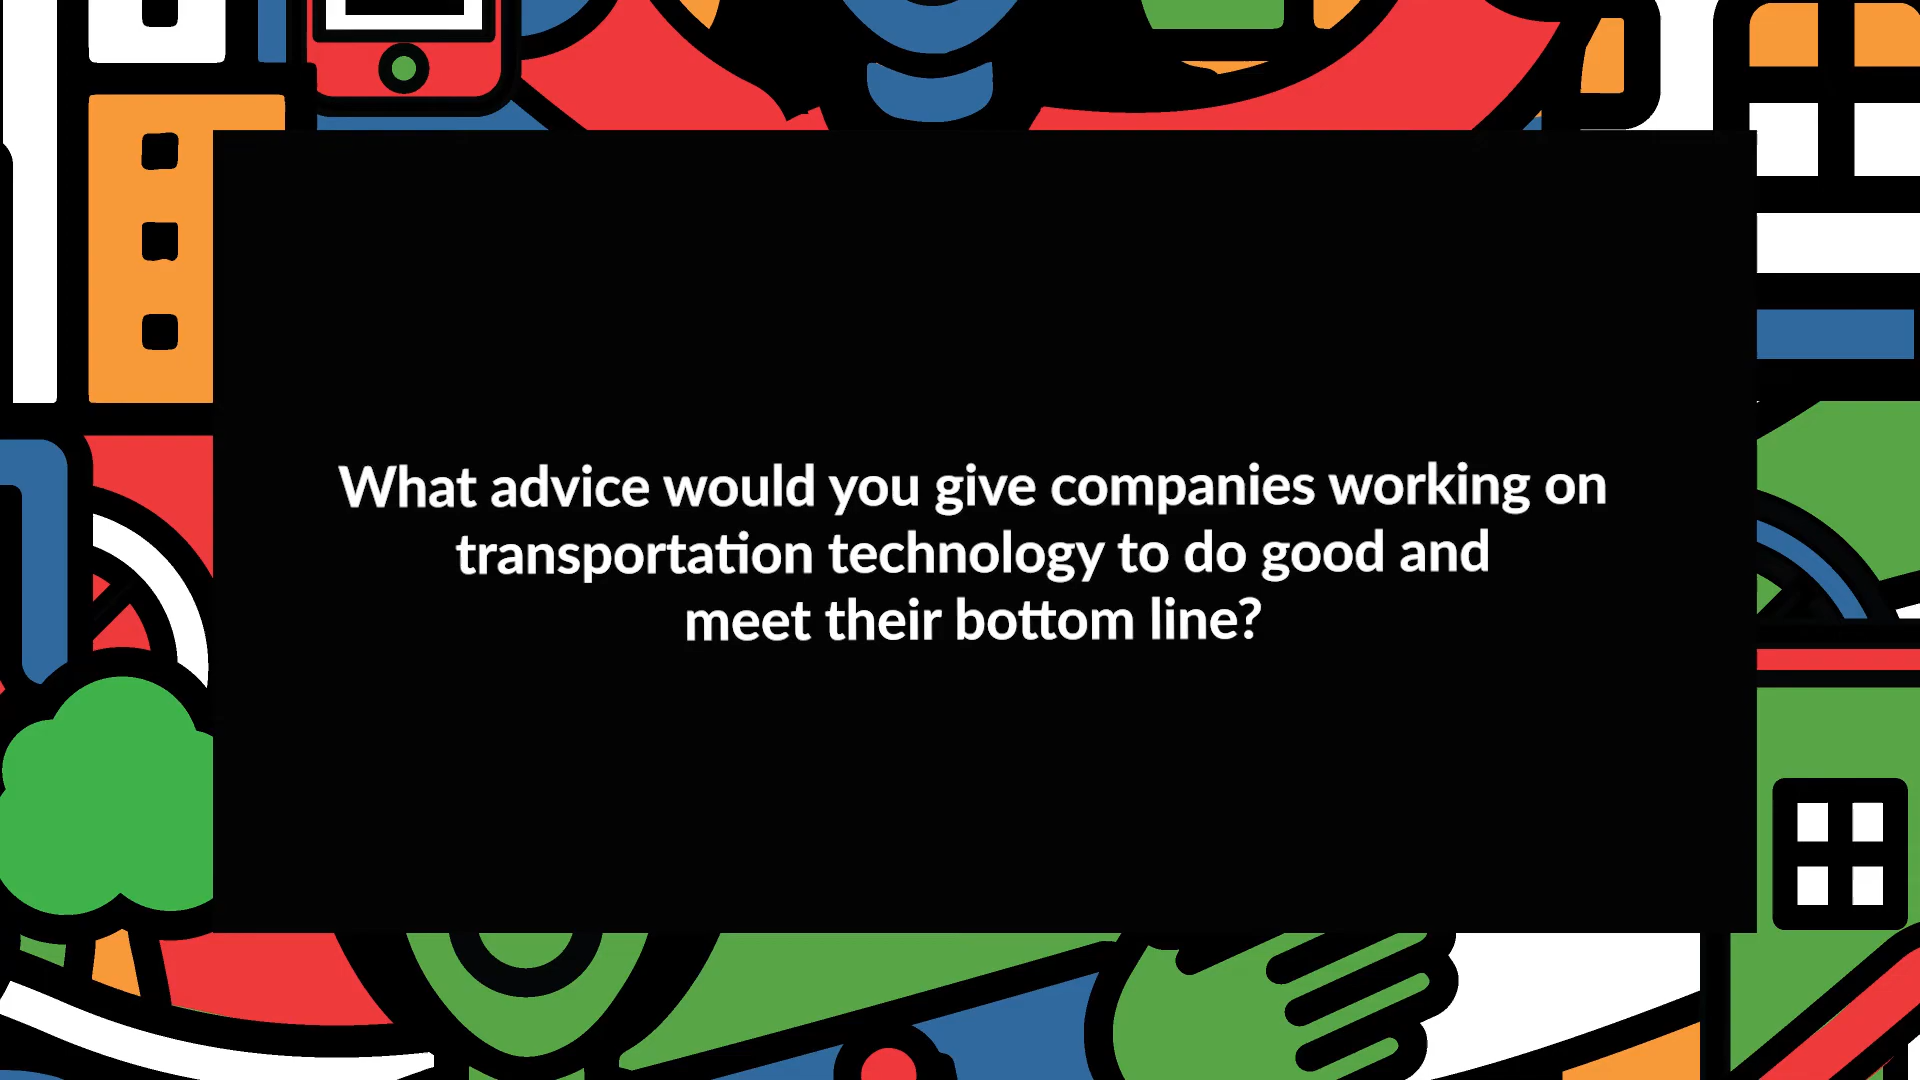 What advice would you give companies working on
transportation technology to do good and
meet their bottom line?